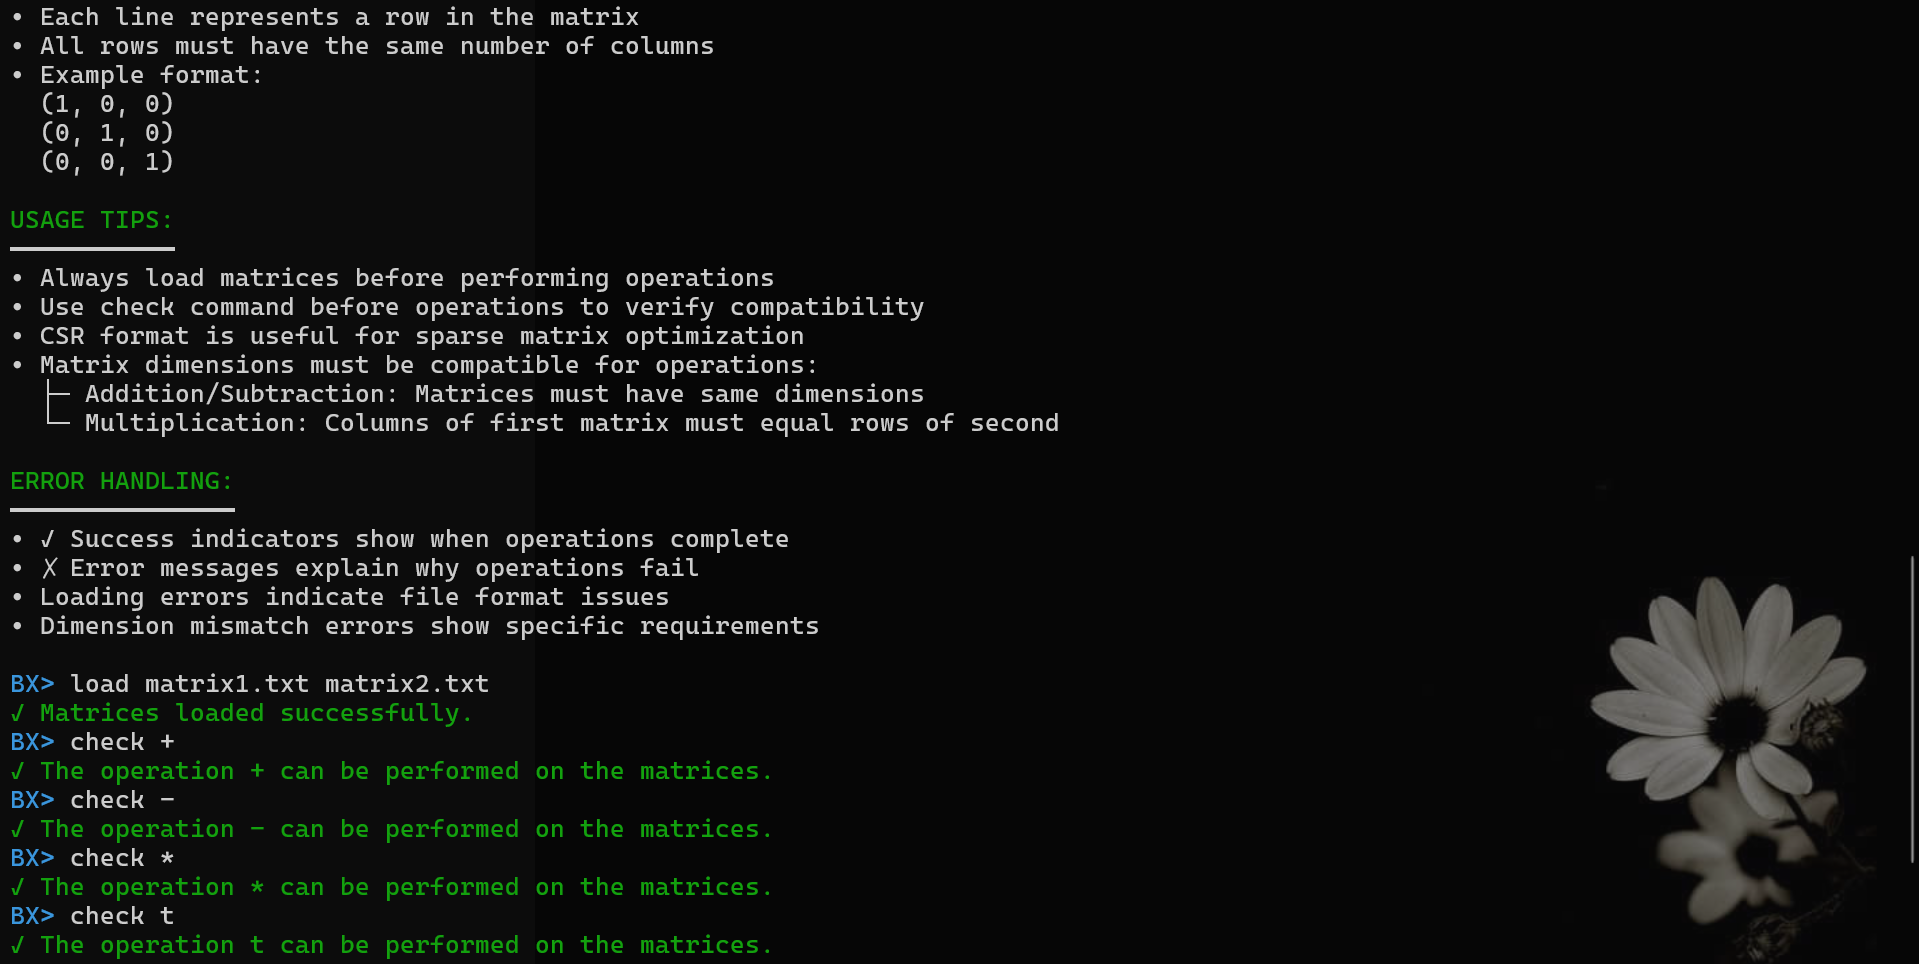 • Each line represents a row in the matrix
• All rows must have the same number of columns
• Example format:
(1, 0, 0)
(0, 1, 0)
(0, 0, 1)
USAGE TIPS:
• Always load matrices before performing operations
• Use check command before operations to verify compatibility
• CSR format is useful for sparse matrix optimization
• Matrix dimensions must be compatible for operations:
├─ Addition/Subtraction: Matrices must have same dimensions
└─ Multiplication: Columns of first matrix must equal rows of second
ERROR HANDLING:
• ✓ Success indicators show when operations complete
• ✗ Error messages explain why operations fail
• Loading errors indicate file format issues
• Dimension mismatch errors show specific requirements
BX> load matrix1.txt matrix2.txt
✓ Matrices loaded successfully.
BX> check +
✓ The operation + can be performed on the matrices.
BX> check -
✓ The operation - can be performed on the matrices.
BX> check *
✓ The operation * can be performed on the matrices.
BX> check t
✓ The operation t can be performed on the matrices.